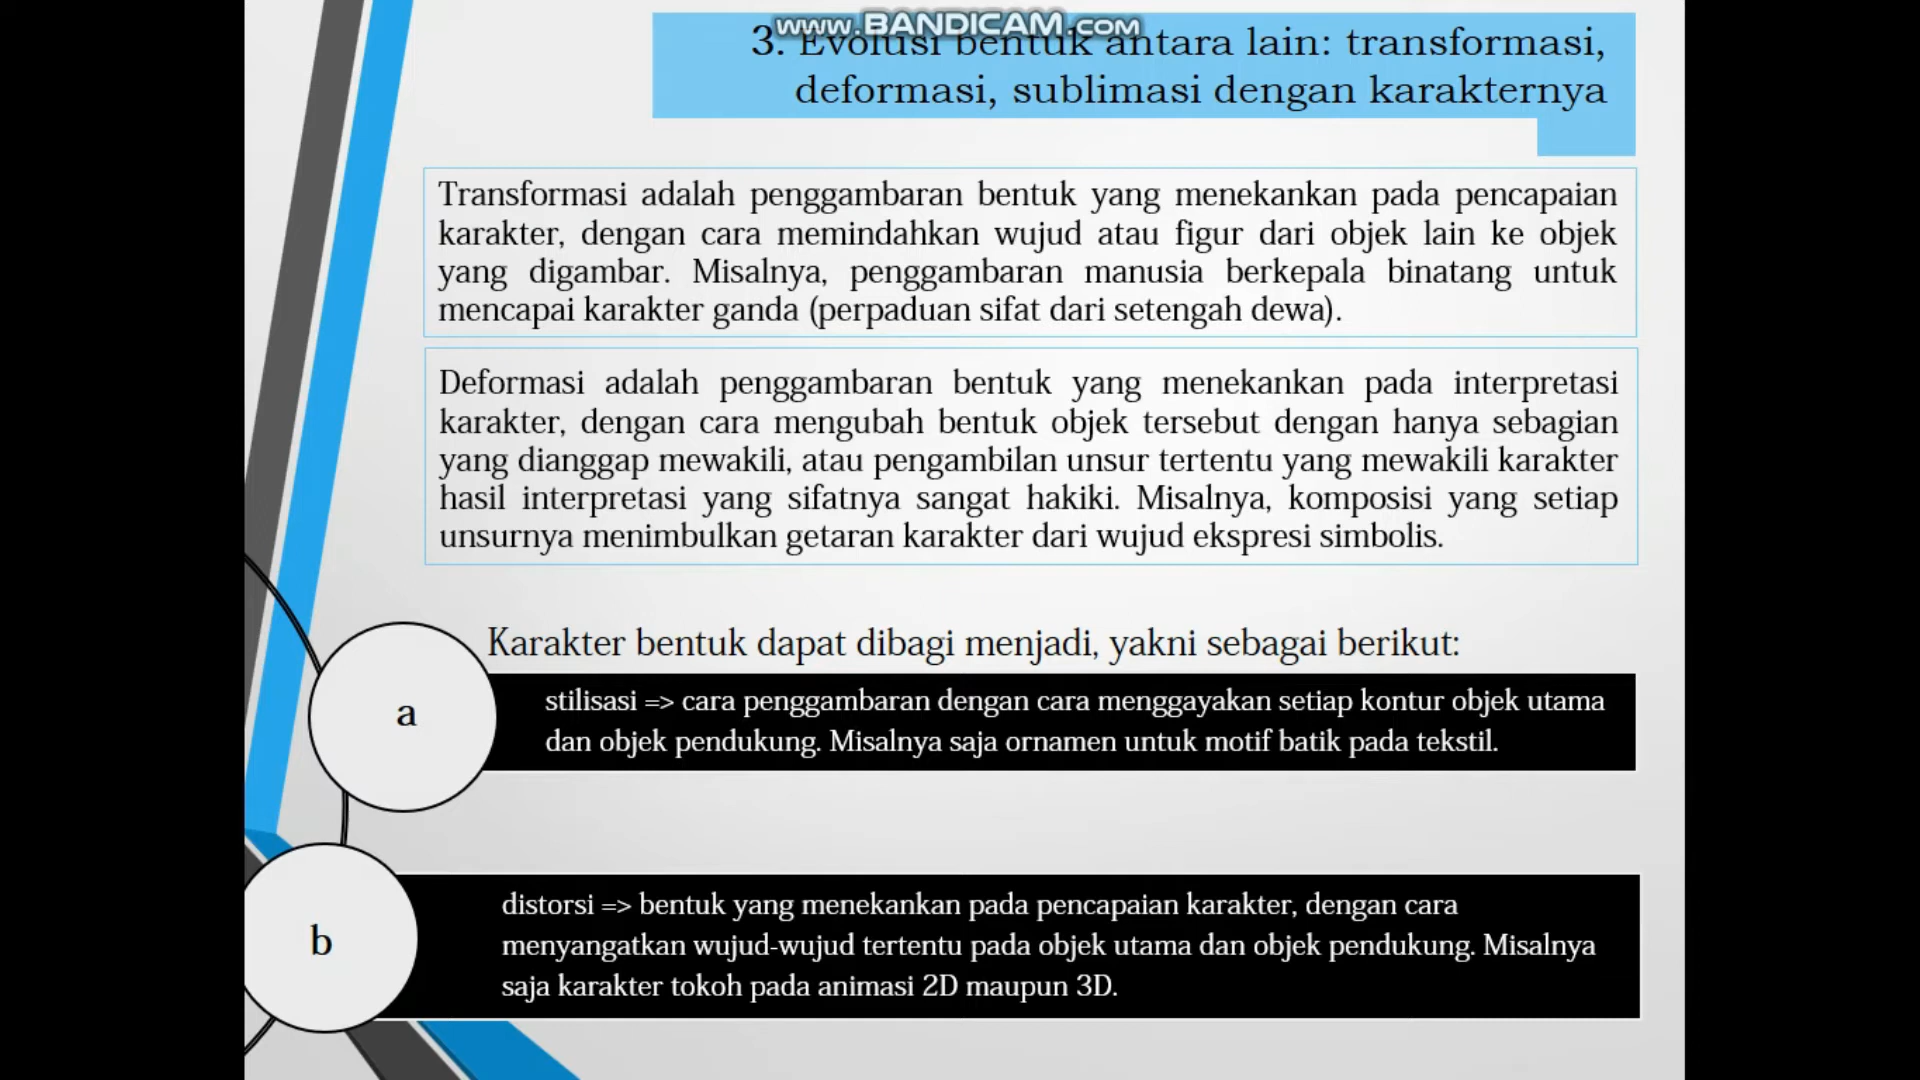 www.BANDICAM.COM
3. Evolusi bentuk antara lain: transformasi,
deformasi, sublimasi dengan karakternya
Transformasi adalah penggambaran bentuk yang menekankan pada pencapaian
karakter, dengan cara memindahkan wujud atau figur dari objek lain ke objek
yang digambar. Misalnya, penggambaran manusia berkepala binatang untuk
mencapai karakter ganda (perpaduan sifat dari setengah dewa).
Deformasi adalah penggambaran bentuk yang menekankan pada interpretasi
karakter, dengan cara mengubah bentuk objek tersebut dengan hanya sebagian
yang dianggap mewakili, atau pengambilan unsur tertentu yang mewakili karakter
hasil interpretasi yang sifatnya sangat hakiki. Misalnya, komposisi yang setiap
unsurnya menimbulkan getaran karakter dari wujud ekspresi simbolis.
Karakter bentuk dapat dibagi menjadi, yakni sebagai berikut:
a
stilisasi => cara penggambaran dengan cara menggayakan setiap kontur objek utama
dan objek pendukung. Misalnya saja ornamen untuk motif batik pada tekstil.
b
distorsi => bentuk yang menekankan pada pencapaian karakter, dengan cara
menyangatkan wujud-wujud tertentu pada objek utama dan objek pendukung. Misalnya
saja karakter tokoh pada animasi 2D maupun 3D.